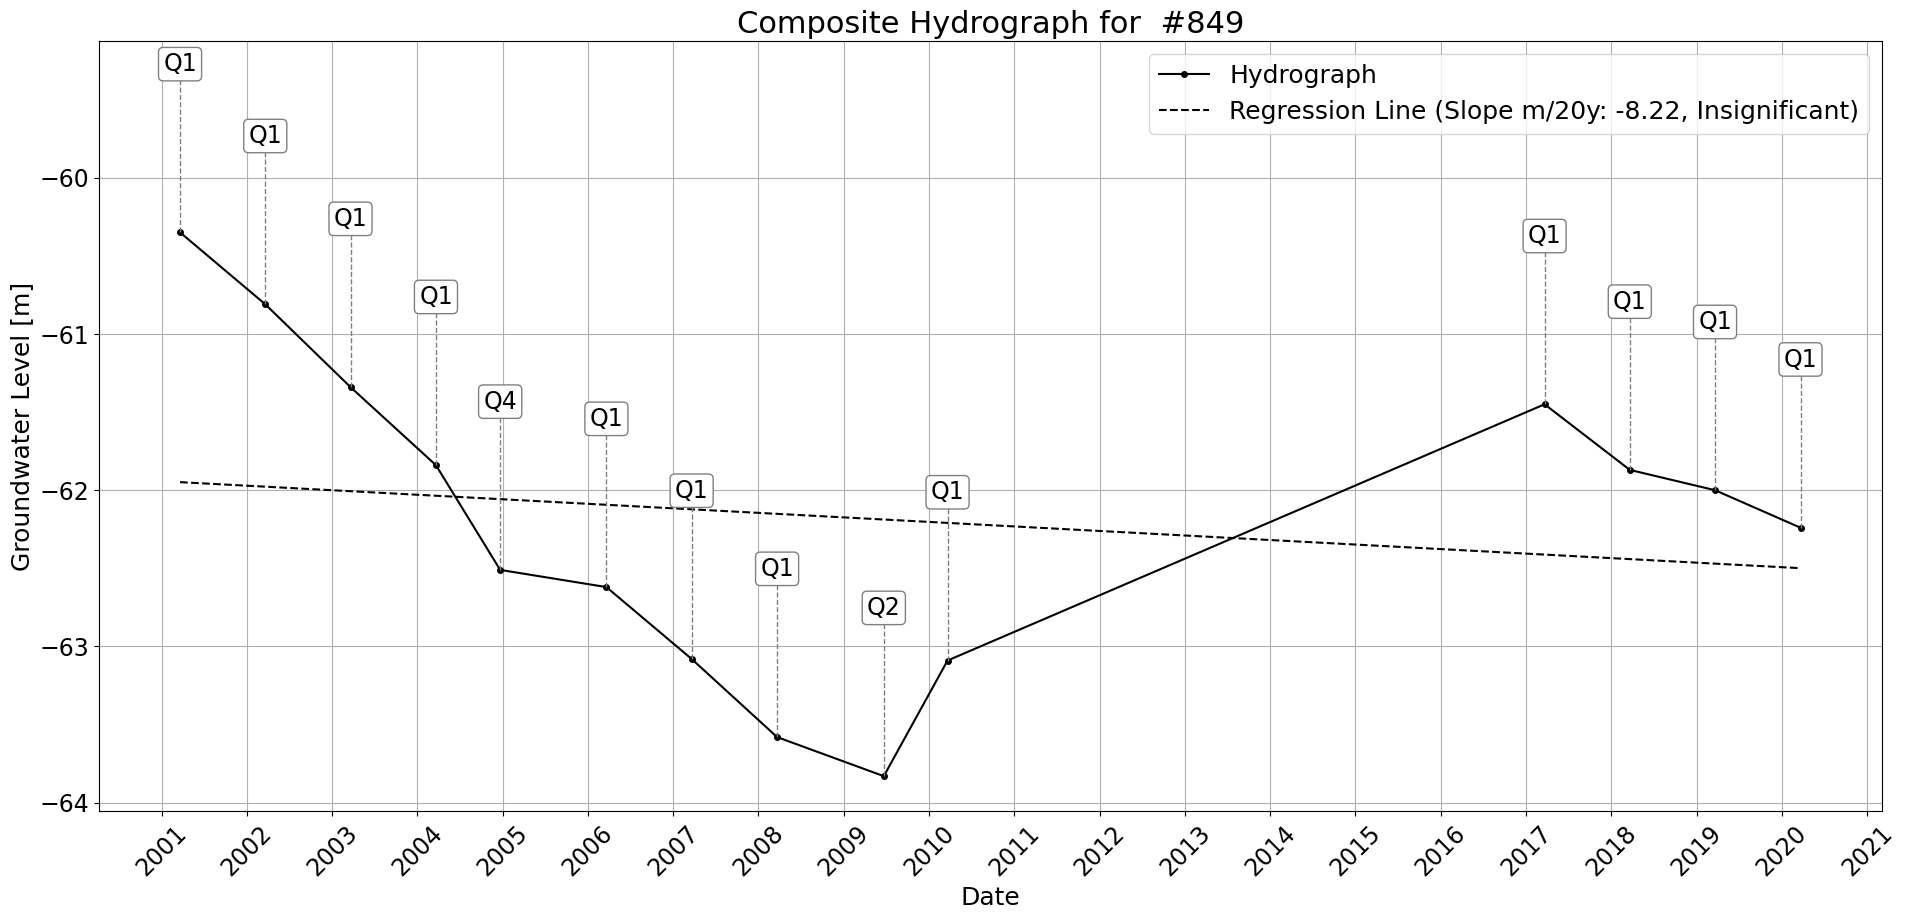 Composite Hydrograph for  #849
Hydrograph
Regression Line (Slope m/20y: -8.22, Insignificant)
Groundwater Level [m]
−60
−61
−62
−63
−64
Q1
Q1
Q1
Q1
Q4
Q1
Q1
Q1
Q2
Q1
Q1
Q1
Q1
Q1
2001
2002
2003
2004
2005
2006
2007
2008
2009
2010
2011
2012
2013
2014
2015
2016
2017
2018
2019
2020
2021
Date